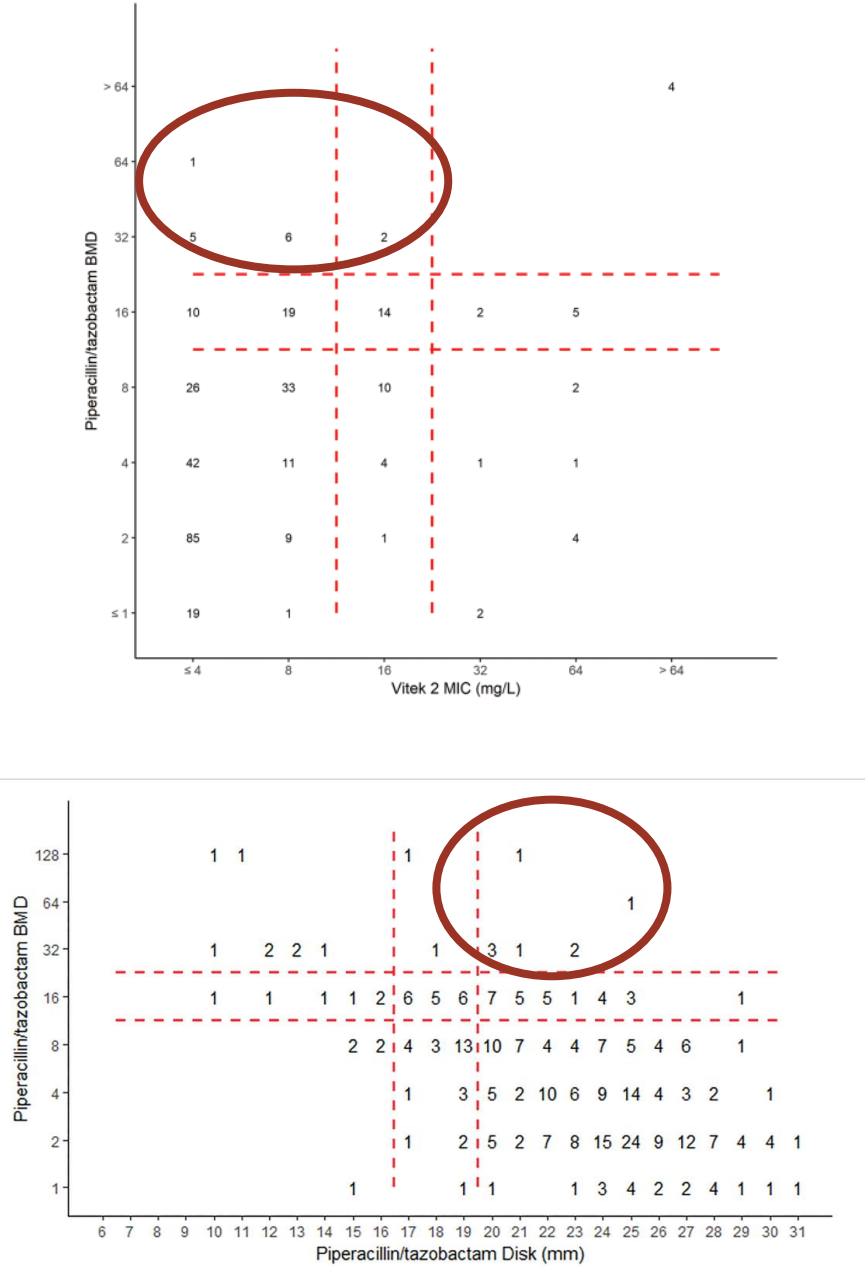 > 64 4
64 1
32 5 6 2
16 10 19 14 2 5
8 26 33 10 2
4 42 11 4 1 1
2 85 9 1 4
≤ 1 19 1 2
≤ 4 8 16 32 64 > 64
Vitek 2 MIC (mg/L)
Piperacillin/tazobactam BMD
128 1 1 1 1
64 1
32 1 2 2 1 1 3 1 2
16 1 1 1 1 2 6 5 6 7 5 5 1 4 3 1
8 2 2 4 3 13 10 7 4 4 7 5 4 6 1
4 1 3 5 2 10 6 9 14 4 3 2 1
2 1 2 5 2 7 8 15 24 9 12 7 4 4 1
1 1 1 1 1 3 4 2 2 4 1 1 1
6 7 8 9 10 11 12 13 14 15 16 17 18 19 20 21 22 23 24 25 26 27 28 29 30 31
Piperacillin/tazobactam Disk (mm)
Piperacillin/tazobactam BMD